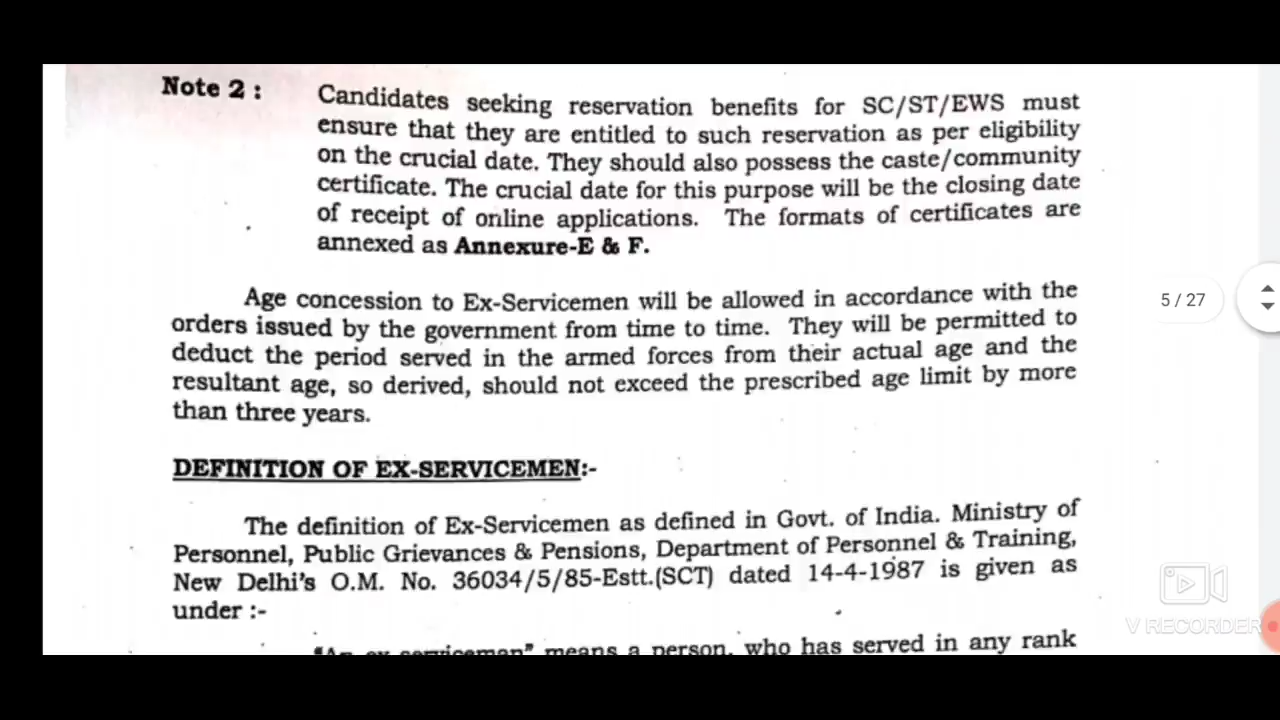 Note 2 :
Candidates seeking reservation benefits for SC/ST/EWS must
ensure that they are entitled to such reservation as per eligibility
on the crucial date. They should also possess the caste/community
certificate. The crucial date for this purpose will be the closing date
of receipt of online applications. The formats of certificates are
annexed as Annexure-E & F.
Age concession to Ex-Servicemen will be allowed in accordance with the
orders issued by the government from time to time. They will be permitted to
deduct the period served in the armed forces from their actual age and the
resultant age, so derived, should not exceed the prescribed age limit by more
than three years.
5 / 27
DEFINITION OF EX-SERVICEMEN:-
The definition of Ex-Servicemen as defined in Govt. of India. Ministry of
Personnel, Public Grievances & Pensions, Department of Personnel & Training,
New Delhi's O.M. No. 36034/5/85-Estt.(SCT) dated 14-4-1987 is given as
under :-
"An ex-serviceman" means a person, who has served in any rank
V RECORDER